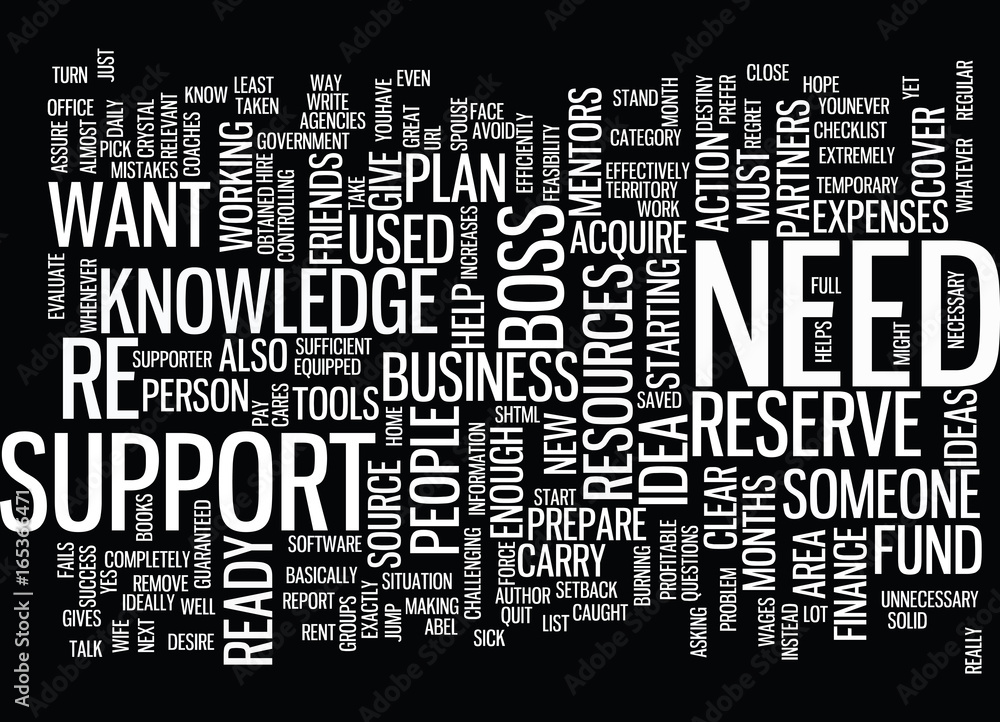 TURN
JUST
OFFICE
ASSURE
ALMOST
PICK
DAILY
MISTAKES
CRYSTAL
RELEVANT
COACHES
KNOW
LEAST
TAKEN
WAY
WRITE
AGENCIES
GOVERNMENT
EVEN
YOUHAVE
GREAT
URL
SPOUSE
FACE
AVOID
EFFICIENTLY
FEASIBILITY
MENTORS
STAND
CATEGORY
MONTH
EFFECTIVELY
TERRITORY
WORK
ACTION
DESTINY
PREFER
CLOSE
REGRET
MUST
PARTNERS
HOPE
YOUNEVER
CHECKLIST
EXTREMELY
TEMPORARY
EXPENSES
YET
COVER
REGULAR
WHATEVER
WANT
WORKING
OBTAINED
HIRE
CONTROLLING
FRIENDS
TAKE
GIVE
PLAN
USED
INCREASES
HELP
BOSS
ACQUIRE
RESOURCES
STARTING
IDEA
SAVED
NEED
FULL
HELPS
MIGHT
NECESSARY
EVALUATE
WHENEVER
KNOWLEDGE
RE
SUPPORTER
ALSO
SUFFICIENT
EQUIPPED
PERSON
PAY
CARES
TOOLS
HOME
BUSINESS
SHTML
NEW
RESERVE
IDEAS
SUPPORT
SOURCE
PEOPLE
INFORMATION
ENOUGH
START
PREPARE
CARRY
CLEAR
MONTHS
SOMEONE
FUND
AREA
FINANCE
FAILS
SUCCESS
YES
BOOKS
COMPLETELY
REMOVE
GUARANTEED
IDEALLY
WELL
GIVES
WIFE
NEXT
TALK
DESIRE
READY
SOFTWARE
BASICALLY
REPORT
RENT
GROUPS
EXACTLY
SITUATION
JUMP
MAKING
ABEL
CHALLENGING
SICK
AFFORCE
AUTHOR
QUIT
SETBACK
LIST
CAUGHT
BURNING
PROFITABLE
QUESTIONS
ASKING
PROBLEM
WAGES
INSTEAD
LOT
UNNECESSARY
SOLID
REALLY
Adobe Stock | 165366471
Adobe Stock